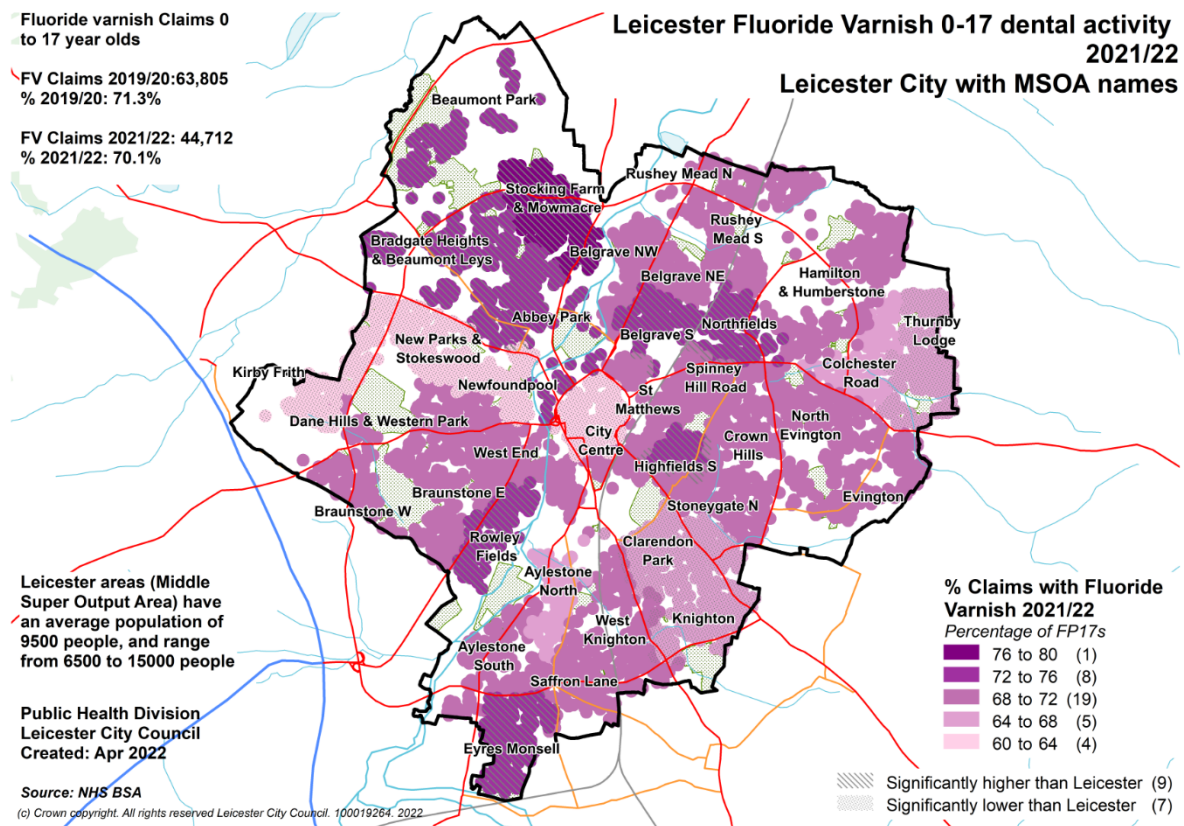 Fluoride varnish Claims 0
to 17 year olds
FV Claims 2019/20:63,805
% 2019/20: 71.3%
FV Claims 2021/22: 44,712
% 2021/22: 70.1%
Leicester Fluoride Varnish 0-17 dental activity
2021/22
Leicester City with MSOA names
Beaumont Park
Rushey Mead N
Stocking Farm
& Mowmacre
Rushey
Mead S
Bradgate Heights
& Beaumont Leys
Belgrave NW
Belgrave NE
Hamilton
& Humberstone
Abbey Park
Belgrave S
Northfields
Thurnby
Lodge
New Parks &
Stokeswood
Kirby Frith
Newfoundpool
Spinney
Hill Road
Colchester
Road
St
Matthews
Dane Hills & Western Park
City
Centre
North
Evington
Crown
Hills
West End
Highfields S
Braunstone E
Evington
Braunstone W
Stoneygate N
Rowley
Fields
Clarendon
Park
Aylestone
North
West
Knighton
Knighton
Aylestone
South
Saffron Lane
Eyres Monsell
Leicester areas (Middle
Super Output Area) have
an average population of
9500 people, and range
from 6500 to 15000 people
Public Health Division
Leicester City Council
Created: Apr 2022
Source: NHS BSA
(c) Crown copyright. All rights reserved Leicester City Council. 100019264. 2022
% Claims with Fluoride
Varnish 2021/22
Percentage of FP17s
76 to 80 (1)
72 to 76 (8)
68 to 72 (19)
64 to 68 (5)
60 to 64 (4)
Significantly higher than Leicester (9)
Significantly lower than Leicester (7)